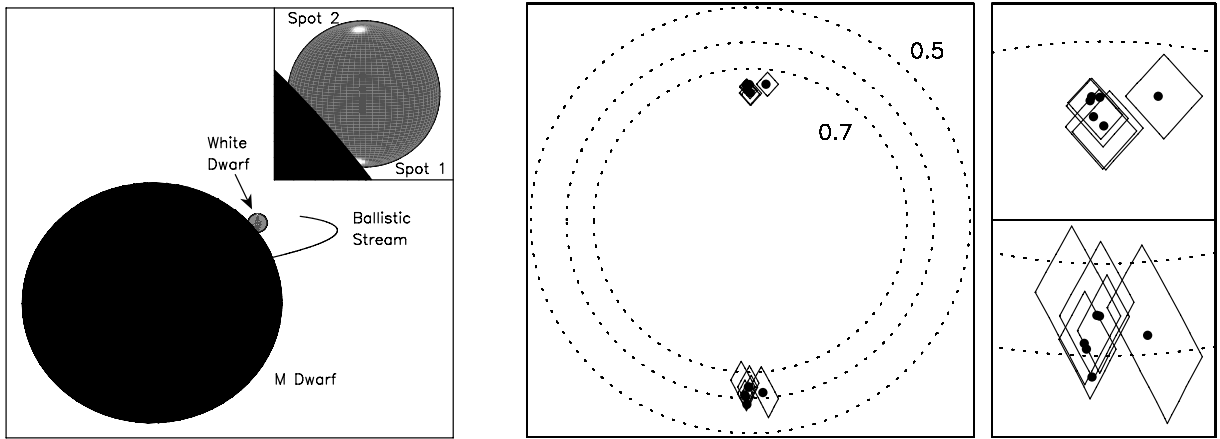 Spot 2
Spot 1
White
Dwarf
Ballistic
Stream
M Dwarf
0.5
0.7